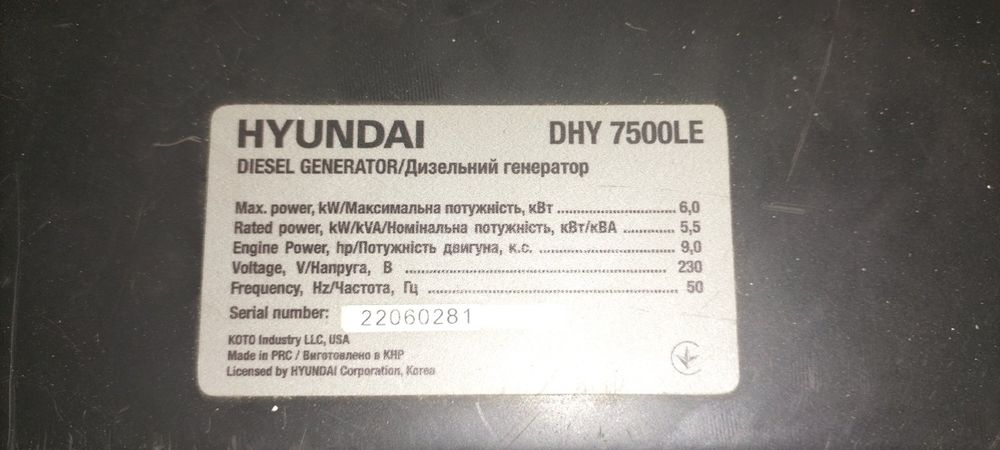 HYUNDAI DHY 7500LE
DIESEL GENERATOR/Дизельний генератор
Max. power, kW/Максимальна потужність, кВт ........................ 6,0
Rated power, kW/kVA/Номінальна потужність, кВт/кВА ........... 5,5
Engine Power, hp/Потужність двигуна, к.с. ........................... 9,0
Voltage, V/Напруга, В .................................................. 230
Frequency, Hz/Частота, Гц .............................................. 50
Serial number: 22060281
KOTO Industry LLC, USA
Made in PRC / Виготовлено в КНР
Licensed by HYUNDAI Corporation, Korea